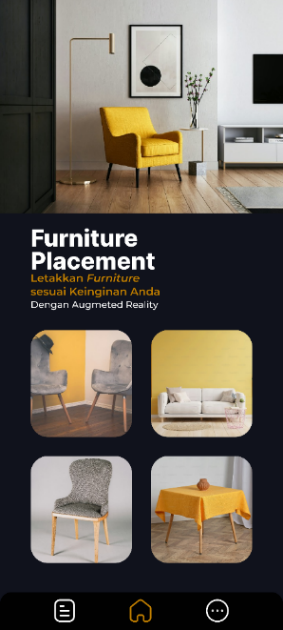 Furniture
Placement
Letakkan Furniture
sesuai Keinginan Anda
Dengan Augmeted Reality